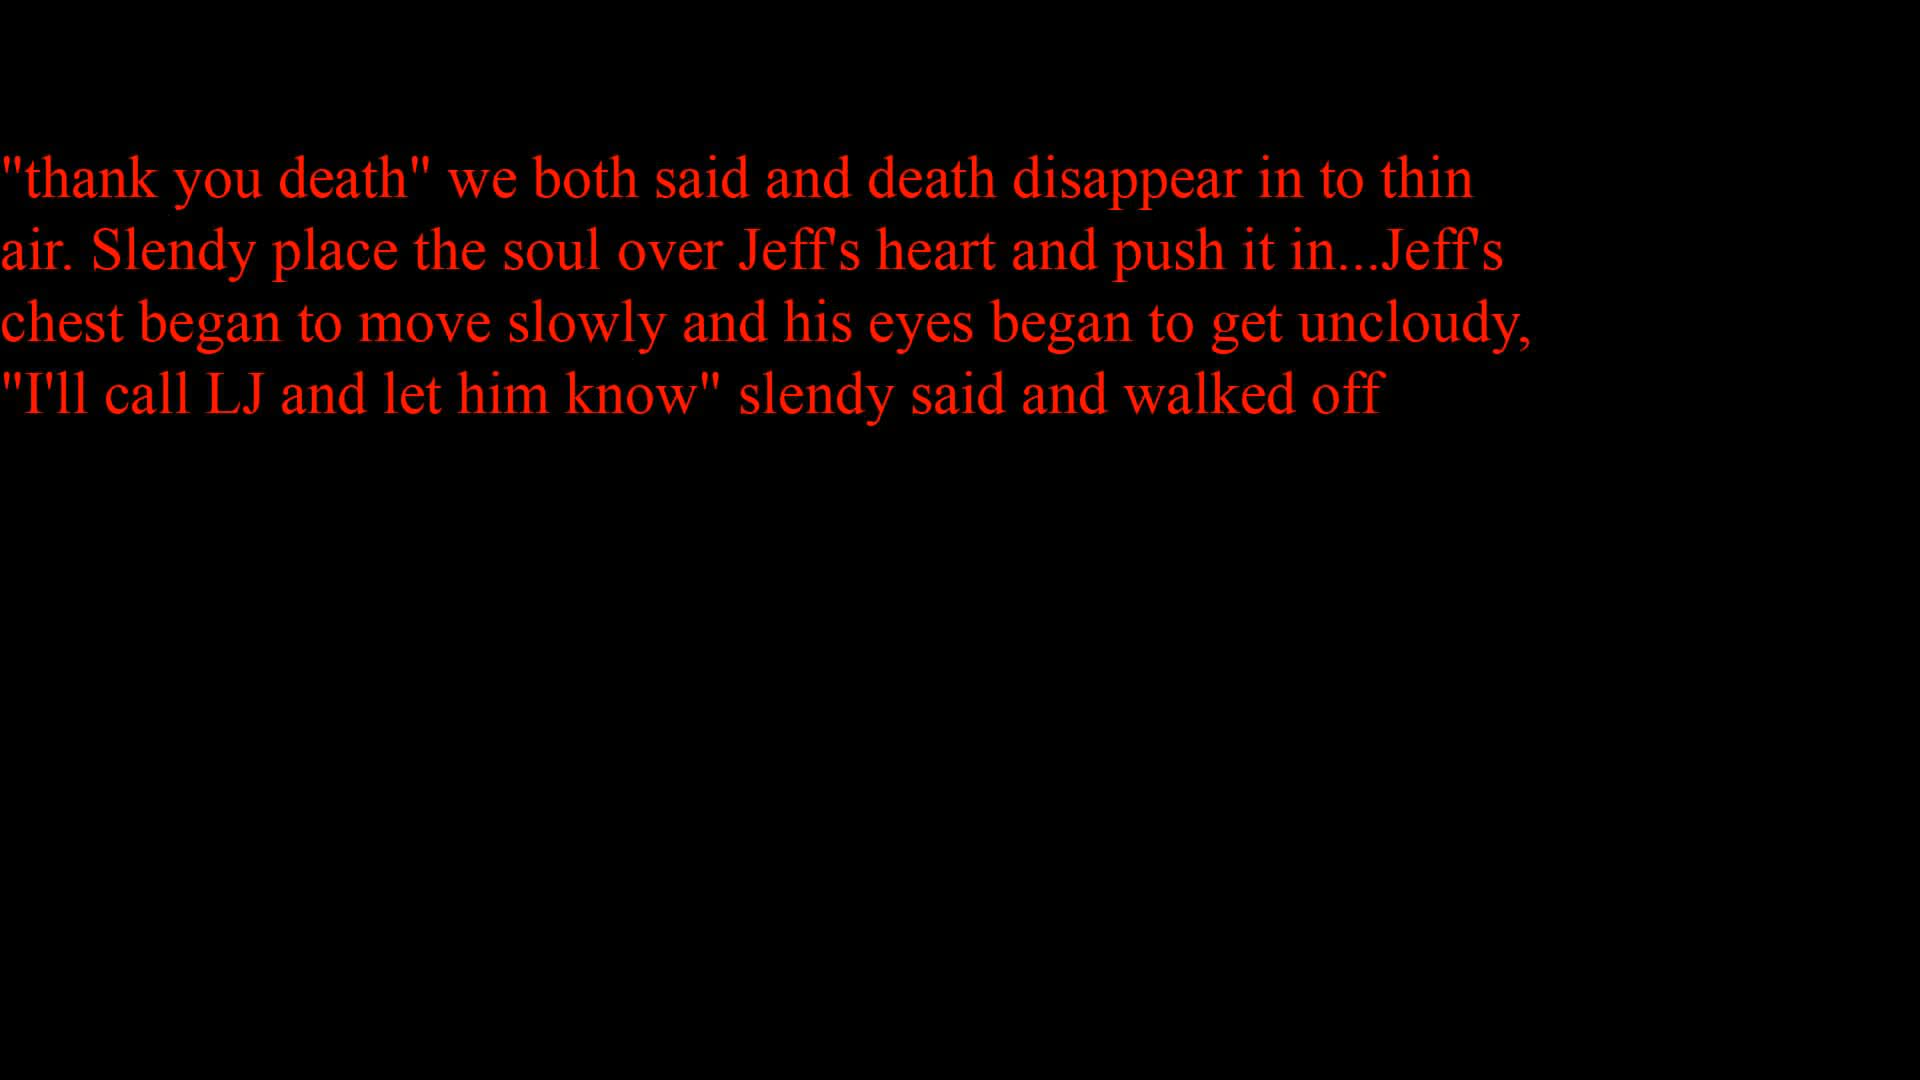 "thank you death" we both said and death disappear in to thin
air. Slendy place the soul over Jeff's heart and push it in...Jeff's
chest began to move slowly and his eyes began to get uncloudy,
"I'll call LJ and let him know" slendy said and walked off